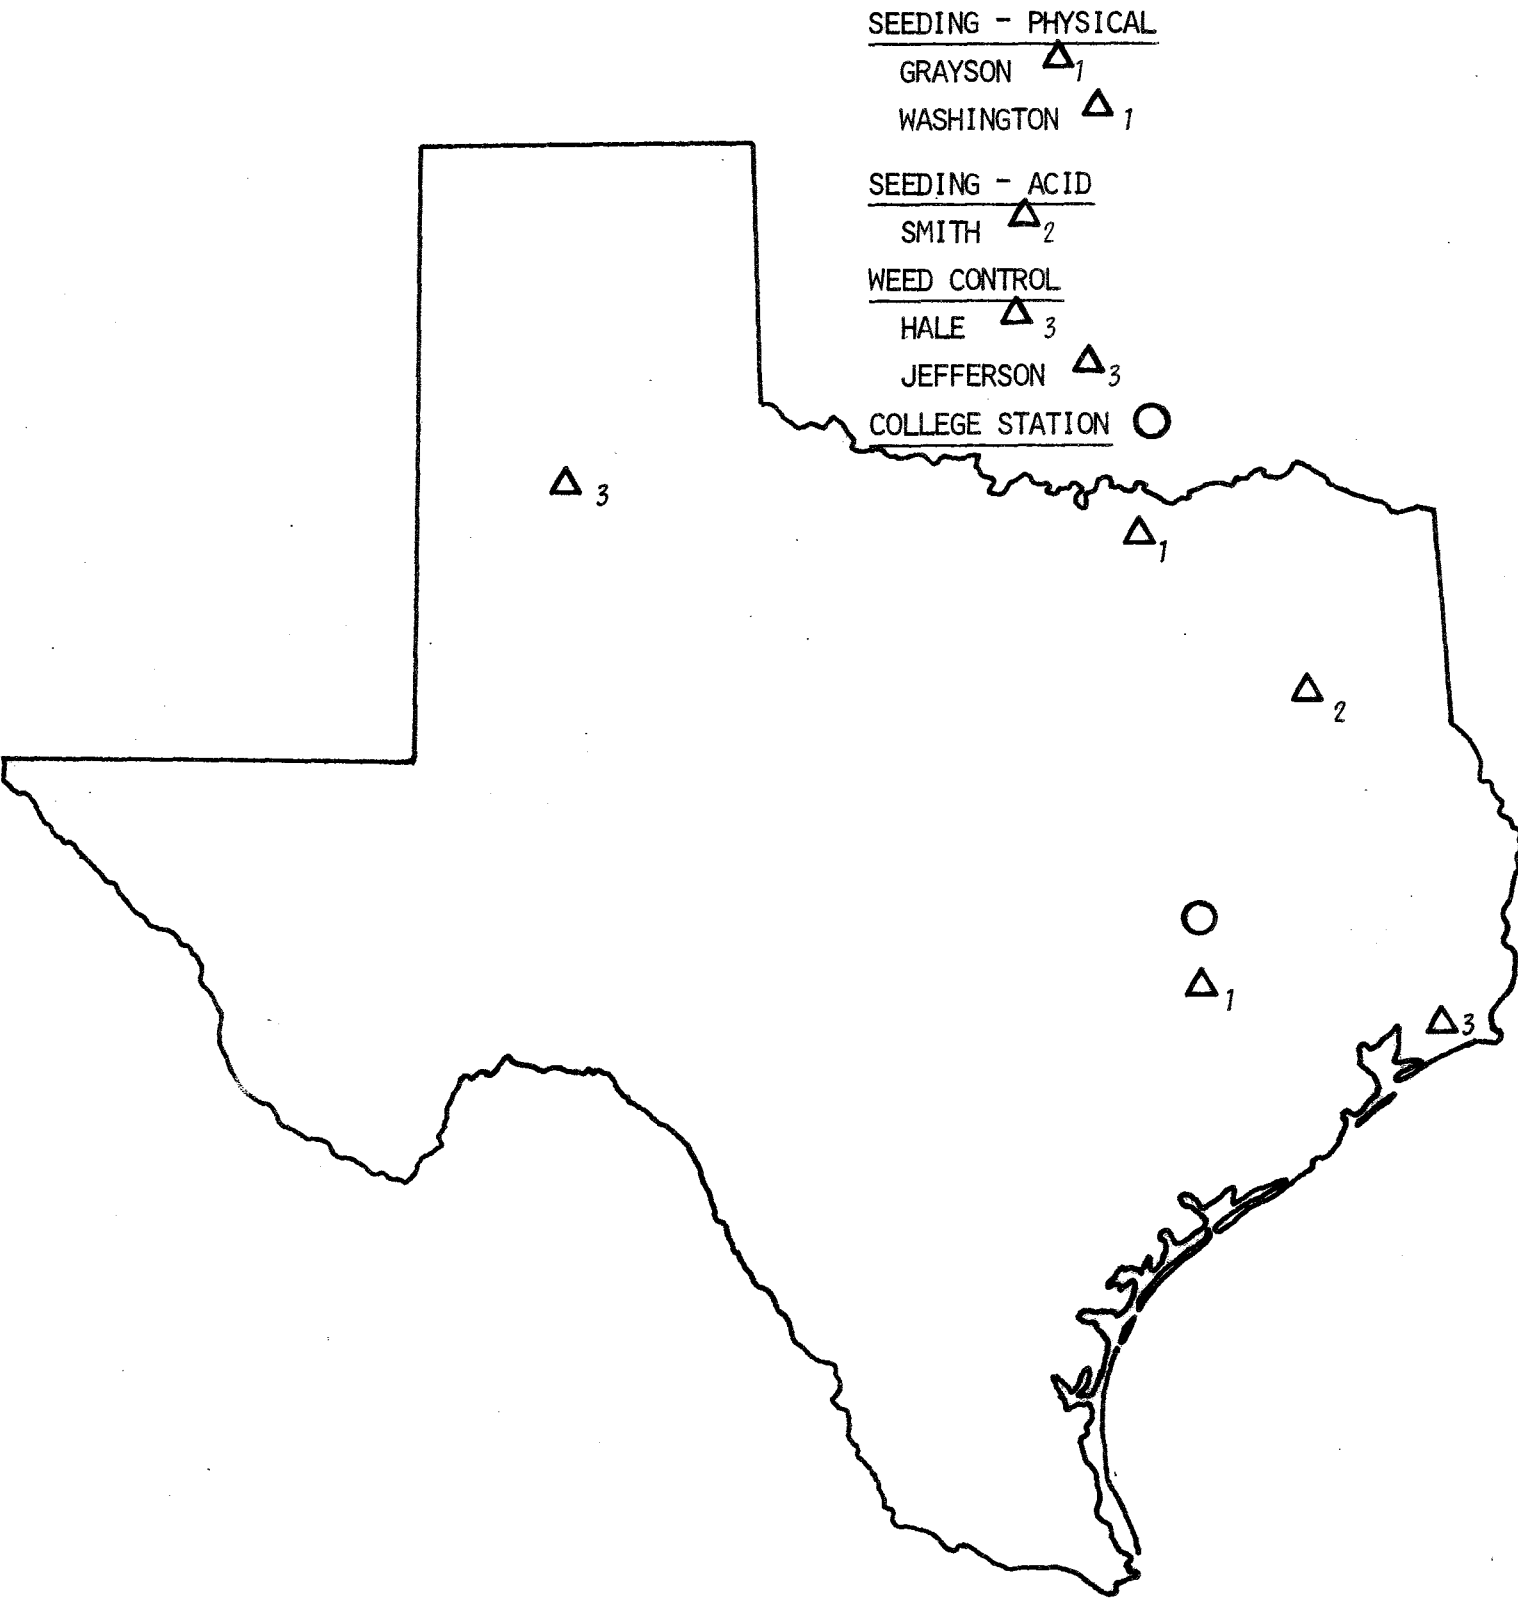 SEEDING - PHYSICAL
GRAYSON △1
WASHINGTON △ 1
SEEDING - ACID
SMITH △2
WEED CONTROL
HALE △ 3
JEFFERSON △3
COLLEGE STATION ○
△ 3
△1
△ 2
○
△ 1
△3